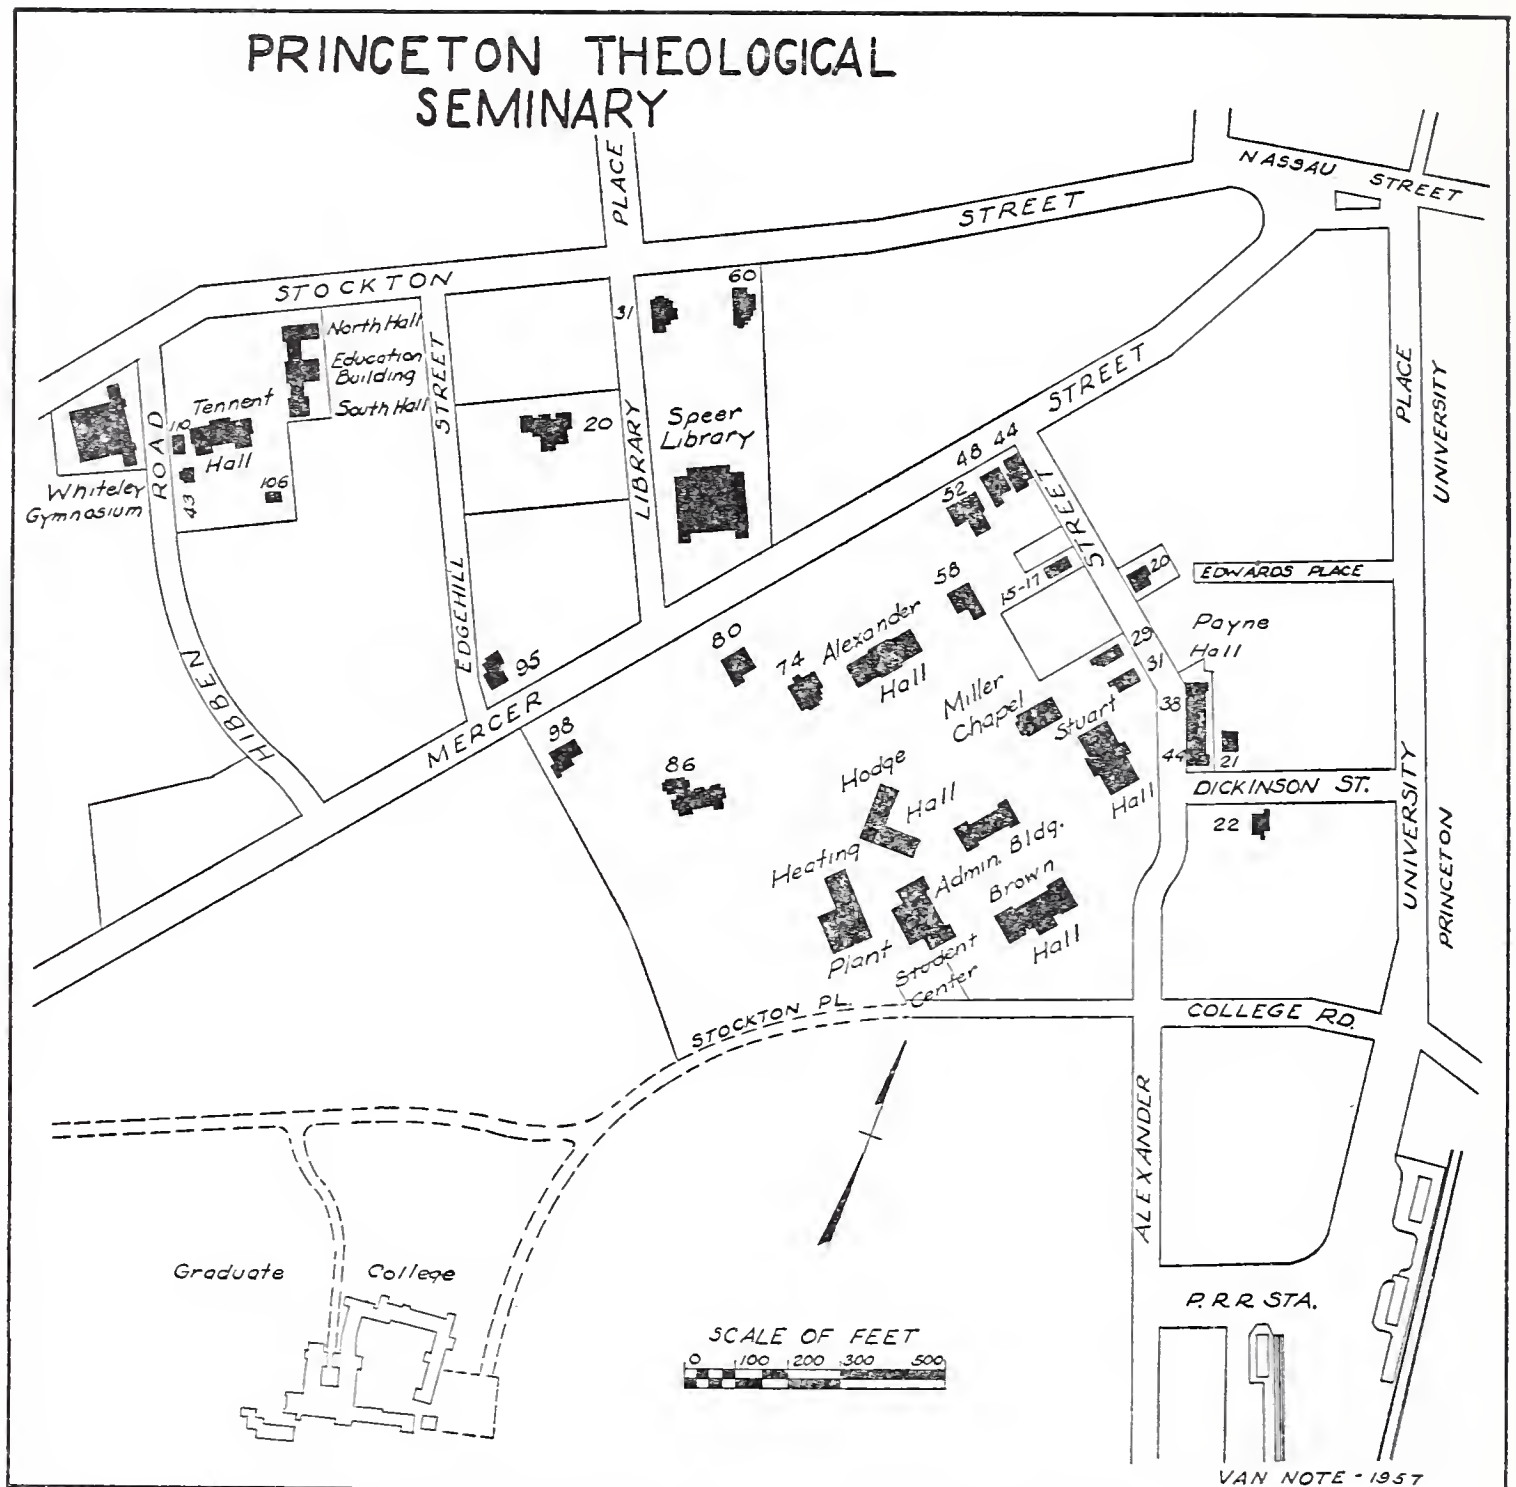 PRINCETON THEOLOGICAL
SEMINARY
PLACE
NASSAU STREET
STREET
STOCKTON
60
31
North Hall
Education
Building
South Hall
STREET
Tennent
Hall
110
43
106
ROAD
Whiteley
Gymnasium
20
LIBRARY
Speer
Library
STREET
PLACE
UNIVERSITY
48 44
52
STREET
58
15-17
20
EDWARDS PLACE
Payne
Hall
29
31
38
44
21
DICKINSON ST.
22
EDGEHILL
95
HIBBEN
MERCER
98
80
74
Alexander
Hall
Miller
Chapel
Stuart
Hall
86
Hodge
Hall
Admin. Bldg.
Heating
Plant
Brown
Hall
Student
Center
UNIVERSITY
PRINCETON
STOCKTON PL.
COLLEGE RD.
ALEXANDER
Graduate College
P.R.R STA.
SCALE OF FEET
0 100 200 300 500
VAN NOTE - 1957